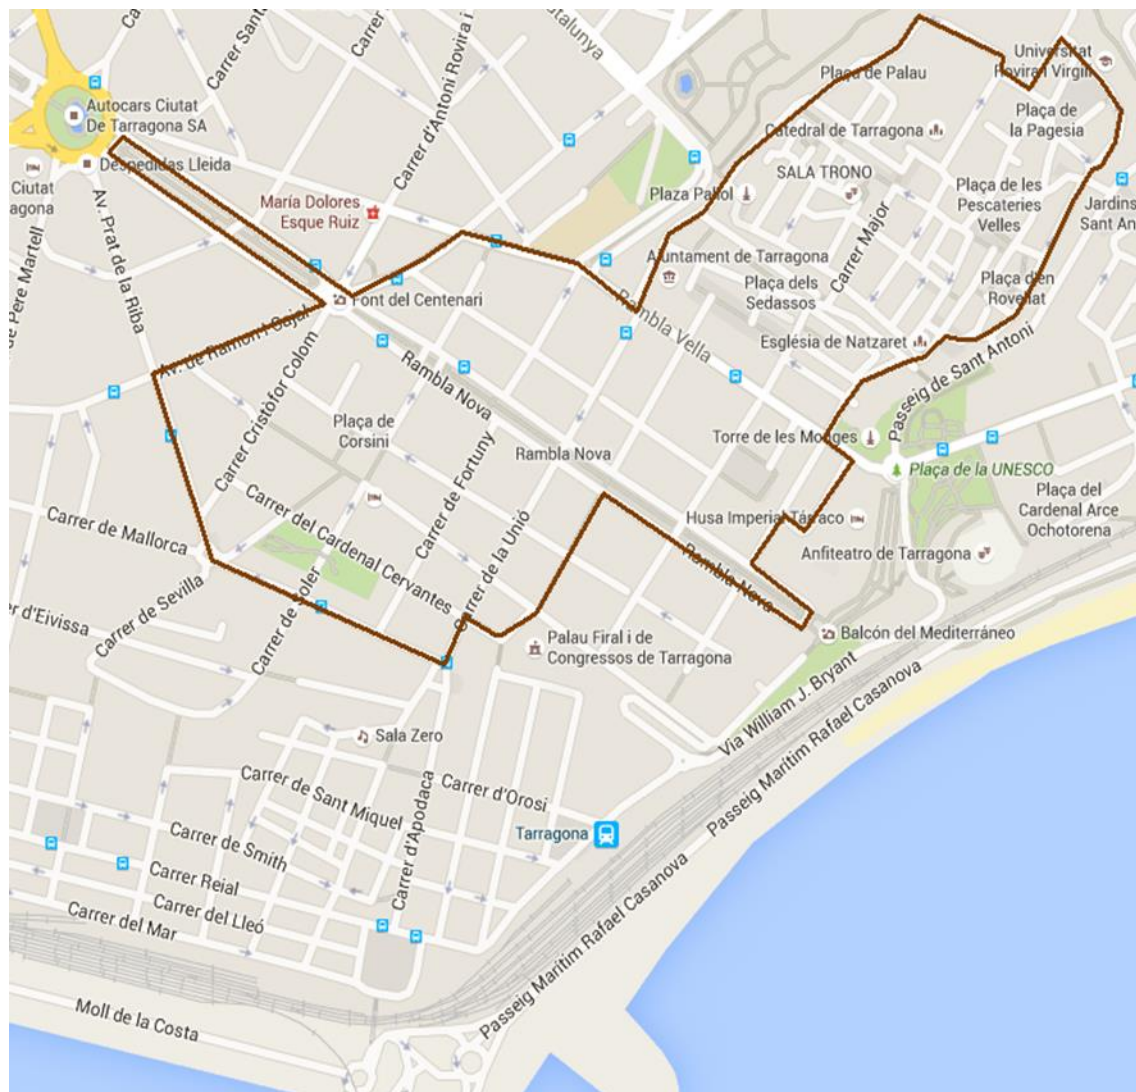 Carrer
Carrer Santa
Carrer
Catalunya
Carrer d'Antoni Rovira i
Universitat
Rovira i Virgili
Plaça de Palau
Autocars Ciutat
De Tarragona SA
Plaça de
la Pagesia
Catedral de Tarragona
Despedidas Lleida
SALA TRONO
Ciutat
agona
Plaza Pallol
Plaça de les
Pescateries
Velles
María Dolores
Esque Ruiz
Jardins
Sant An
Av. Prat de la Riba
de Pere Martell
Carrer Major
Ajuntament de Tarragona
Plaça dels
Sedassos
Plaça d'en
Rovellat
Font del Centenari
Rambla Vella
Av. de Ramón i Cajal
Església de Natzaret
Passeig de Sant Antoni
Carrer Cristòfor Colom
Rambla Nova
Plaça de
Corsini
Rambla Nova
Torre de les Monges
Plaça de la UNESCO
Carrer de Fortuny
Carrer de la Unió
Plaça del
Cardenal Arce
Ochotorena
Carrer de Mallorca
Carrer del Cardenal Cervantes
Husa Imperial Tárraco
Anfiteatro de Tarragona
Rambla Nova
Carrer de Sevilla
Carrer de Soler
er d'Eivissa
Palau Firal i de
Congressos de Tarragona
Balcón del Mediterráneo
Via William J. Bryant
Passeig Marítim Rafael Casanova
Sala Zero
Carrer d'Orosi
Carrer de Sant Miquel
Tarragona
Carrer de Smith
Carrer d'Apodaca
Carrer Reial
Carrer del Lleó
Carrer del Mar
Passeig Marítim Rafael Casanova
Moll de la Costa